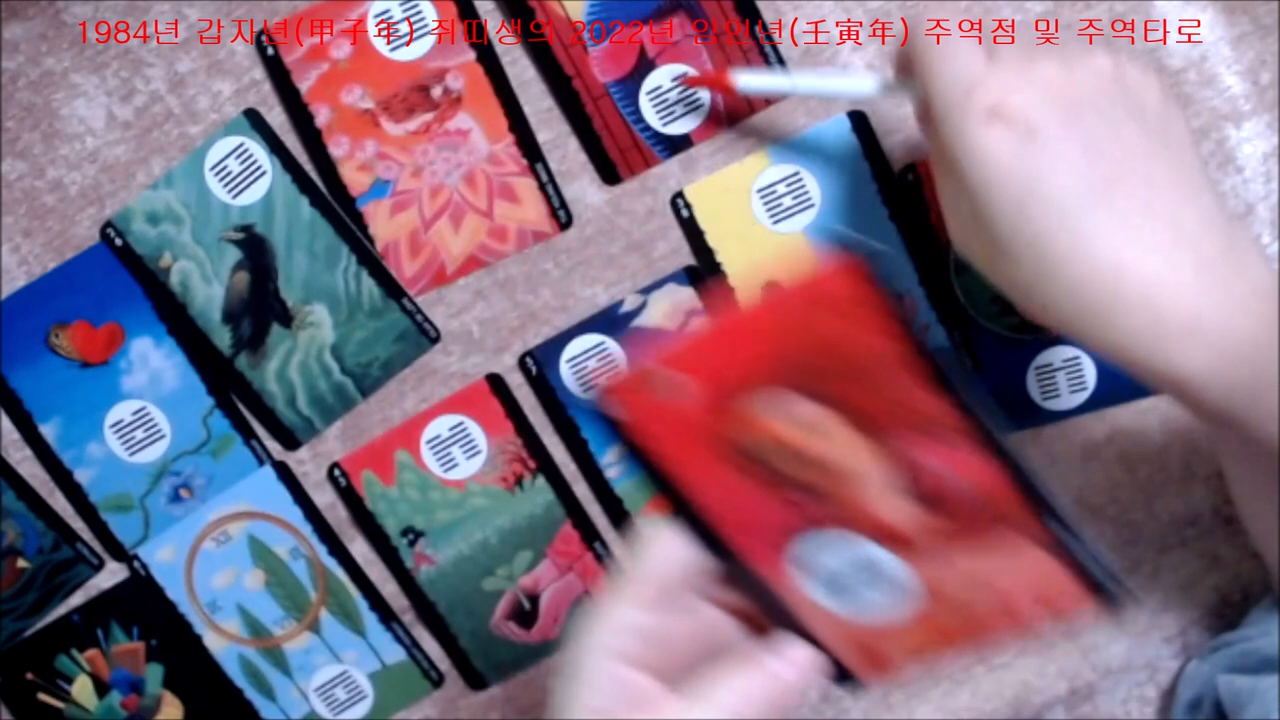 1984년 갑자년(甲子年) 쥐띠생의 2022년 임인년(壬寅年) 주역점 및 주역타로